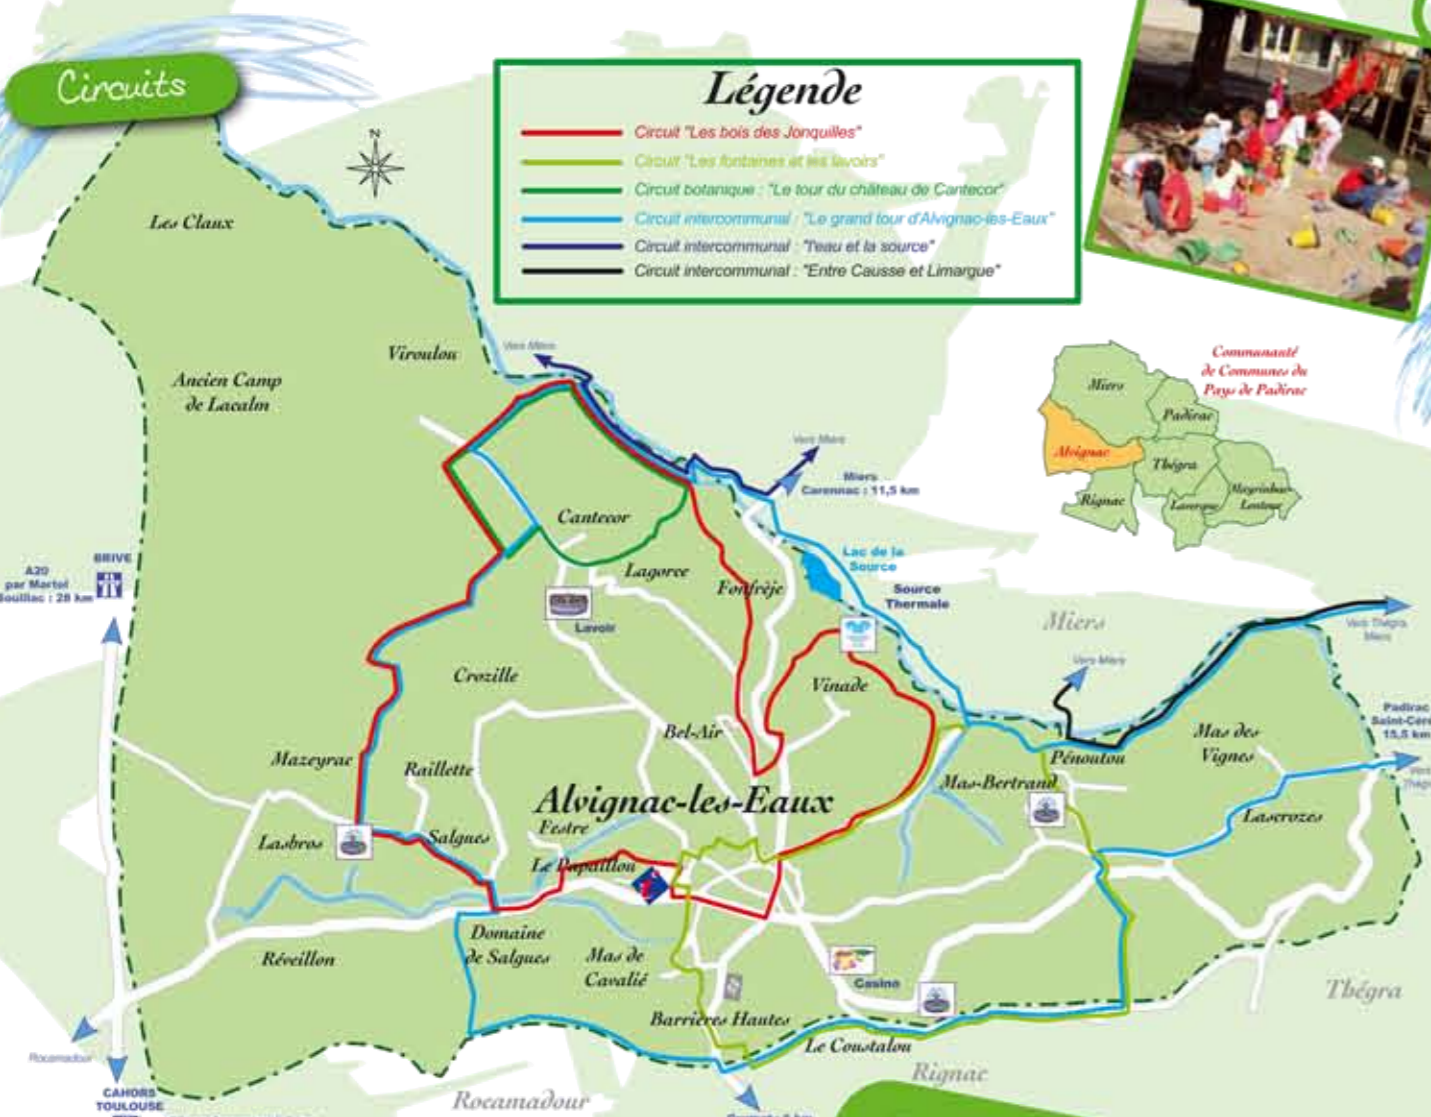 Circuits
Légende
Circuit "Les bois des Jonquilles"
Circuit "Les fontaines et les lavoirs"
Circuit botanique : "Le tour du château de Cantecor"
Circuit intercommunal : "Le grand tour d'Alvignac-les-Eaux"
Circuit intercommunal : "l'eau et la source"
Circuit intercommunal : "Entre Causse et Limargue"
N
Les Claux
Viroulou
Vers Miers
Ancien Camp
de Lacalm
Communauté
de Communes du
Pays de Padirac
Miers
Padirac
Alvignac
Thégra
Rignac
Lavergne
Mayrinhac
Lentour
Vers Miers
Miers
Carennac : 11,5 km
Cantecor
Lagorce
Fonfrèje
Lac de la
Source
Source
Thermale
BRIVE
A20
par Martel
Souillac : 28 km
Lavoir
Miers
Vers Thégra
Miers
Vers Miers
Crozille
Vinade
Bel-Air
Padirac
Saint-Céré
15,5 km
Mas des
Vignes
Pénoutou
Mazeyrac
Raillette
Mas-Bertrand
Alvignac-les-Eaux
Lascrozes
Festre
Lasbros
Salgues
Le Papaillou
Domaine
de Salgues
Mas de
Cavalié
Réveillon
Casino
Thégra
Barrières Hautes
Le Coustalou
Rocamadour
Rignac
CAHORS
TOULOUSE
Rocamadour